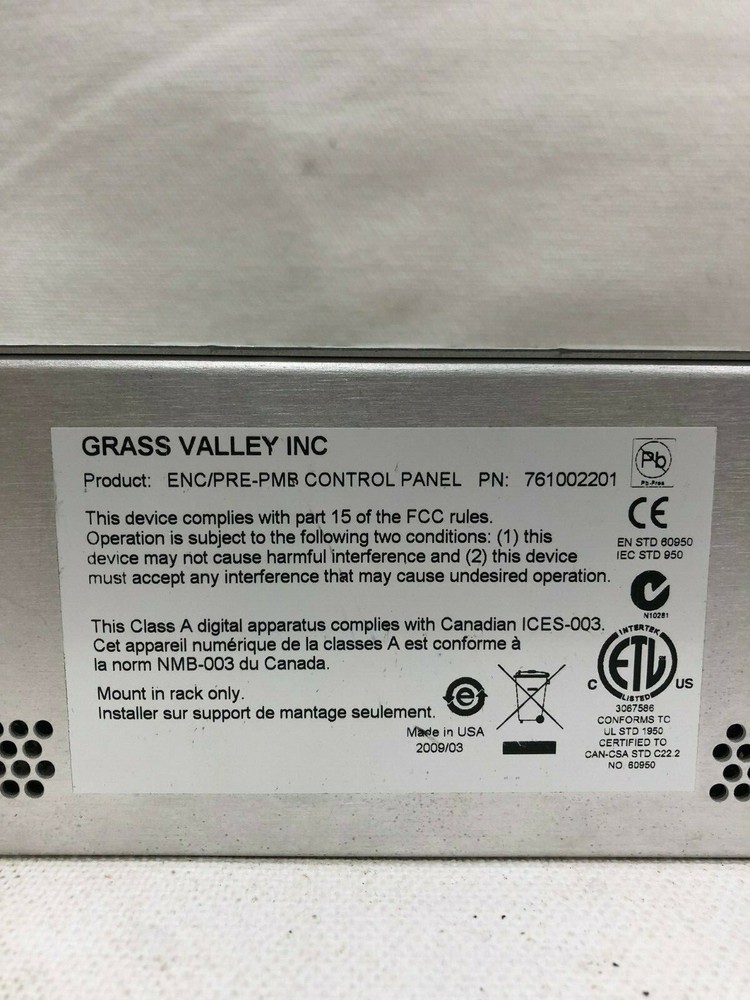 GRASS VALLEY INC
Product: ENC/PRE-PMB CONTROL PANEL PN: 761002201
Pb
Pb-Free
This device complies with part 15 of the FCC rules.
Operation is subject to the following two conditions: (1) this
device may not cause harmful interference and (2) this device
must accept any interference that may cause undesired operation.
CE
EN STD 60950
IEC STD 950
N10281
This Class A digital apparatus complies with Canadian ICES-003.
Cet appareil numérique de la classes A est conforme à
la norm NMB-003 du Canada.
Mount in rack only.
Installer sur support de mantage seulement.
e
Made in USA
2009/03
INTERTEK
C ETL US
LISTED
3067586
CONFORMS TO
UL STD 1950
CERTIFIED TO
CAN-CSA STD C22.2
NO. 60950